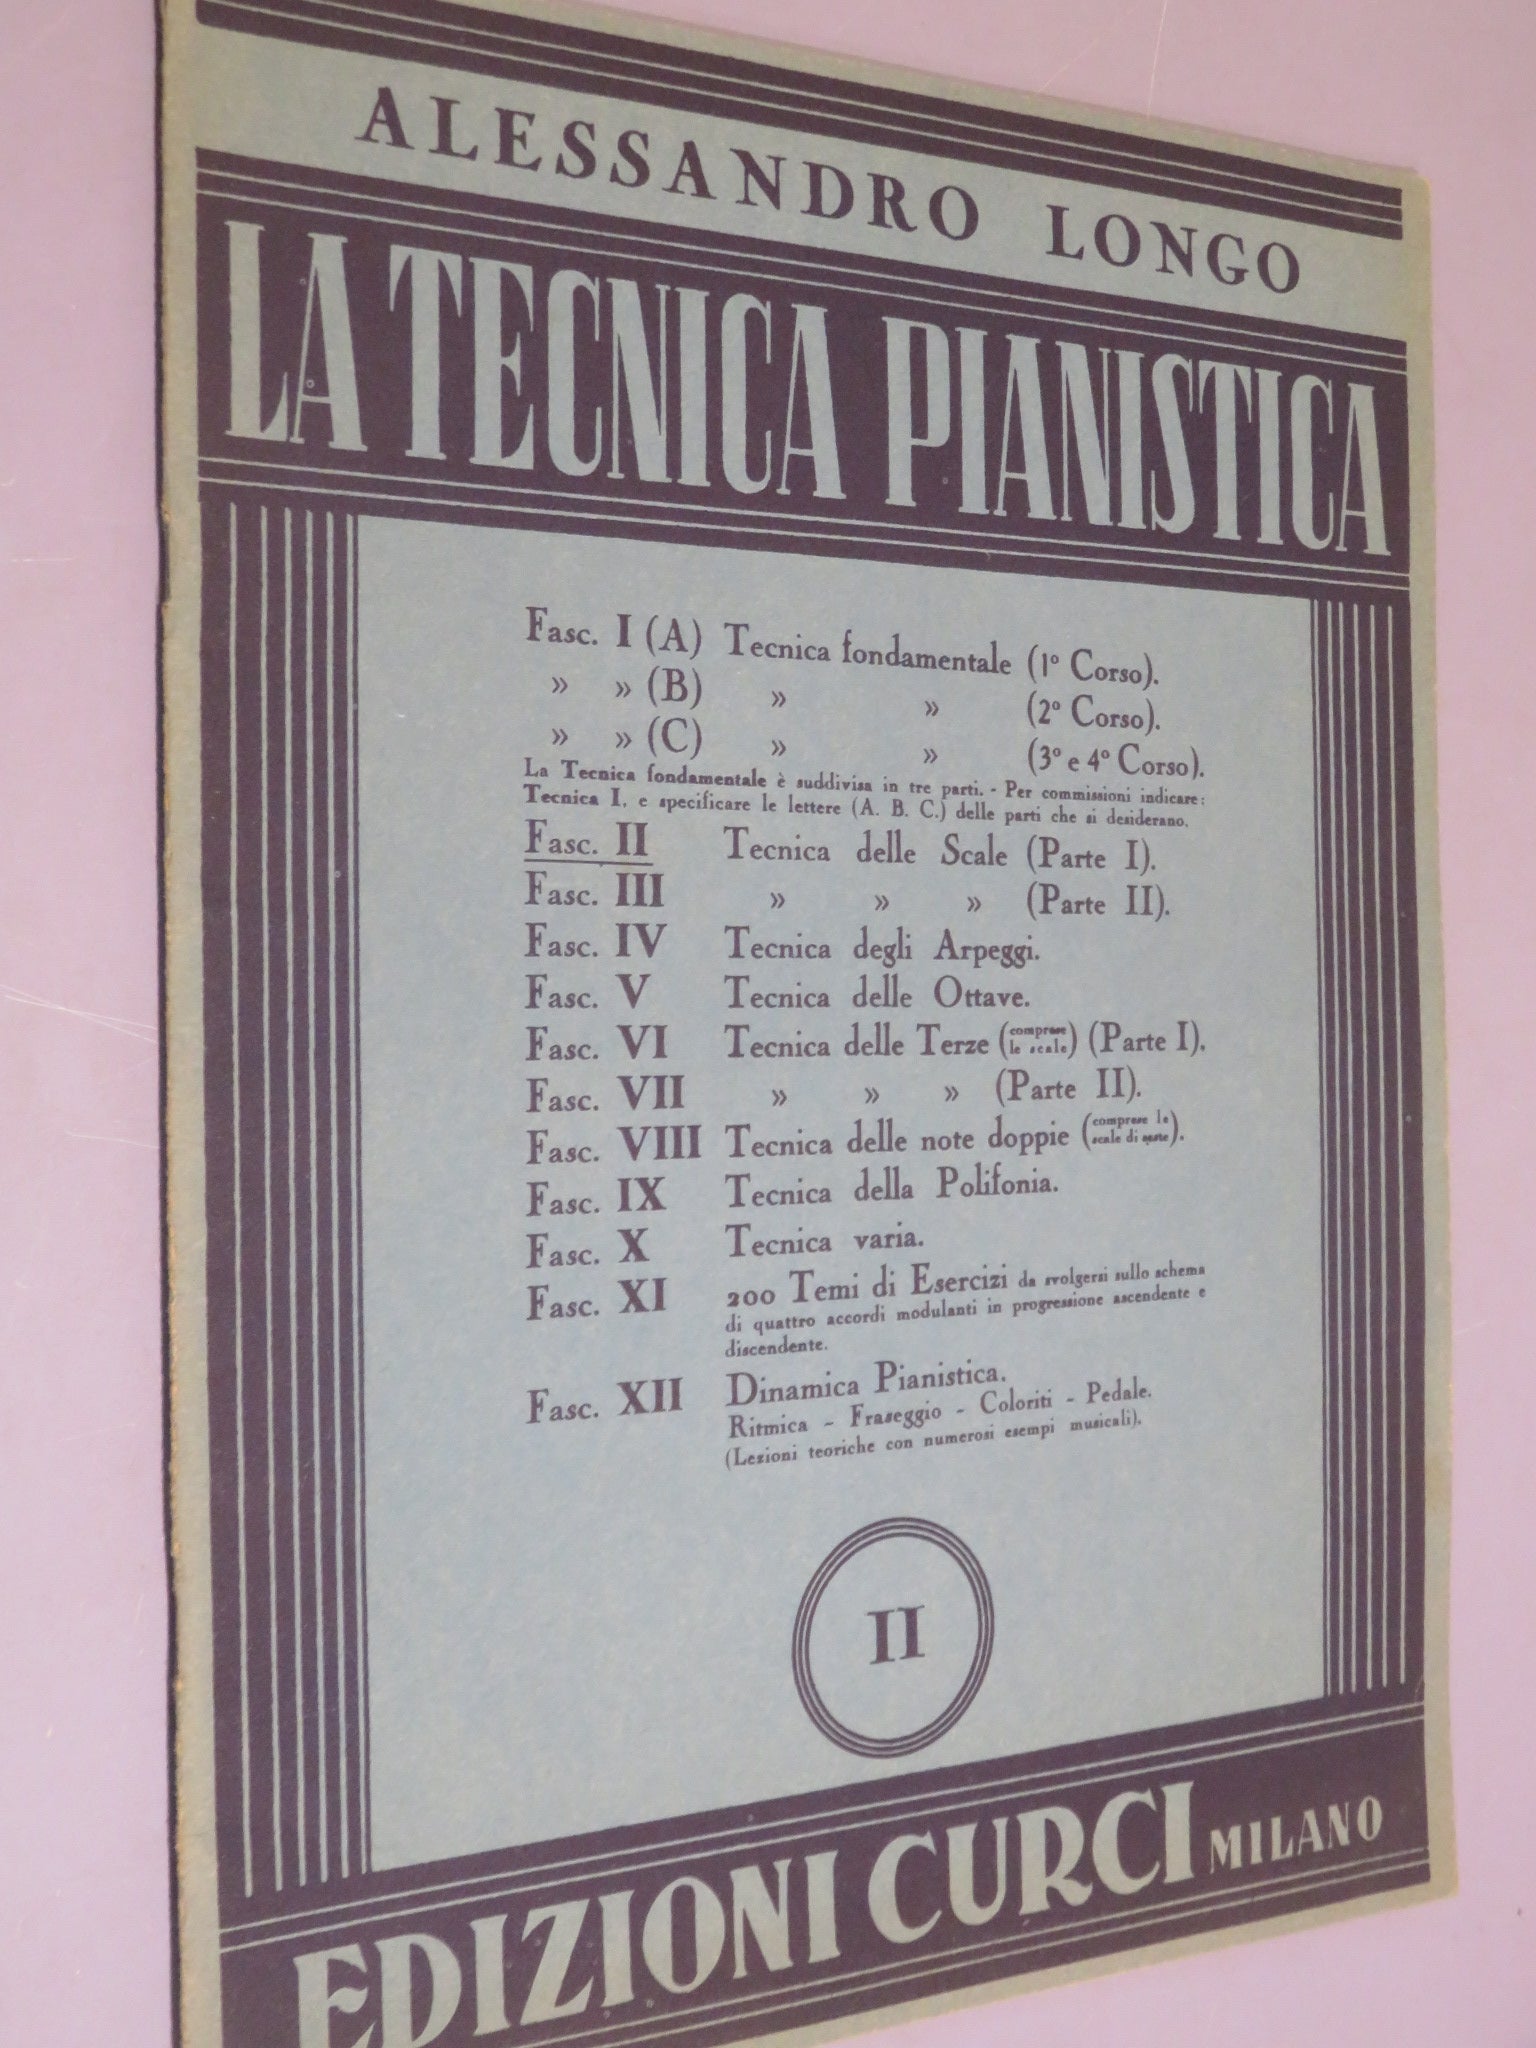 ALESSANDRO LONGO
LA TECNICA PIANISTICA
Fasc. I (A) Tecnica fondamentale (1º Corso).
» » (B) » » (2º Corso).
» » (C) » » (3º e 4º Corso).
La Tecnica fondamentale è suddivisa in tre parti. - Per commissioni indicare:
Tecnica I, e specificare le lettere (A. B. C.) delle parti che si desiderano.
Fasc. II Tecnica delle Scale (Parte I).
Fasc. III » » » (Parte II).
Fasc. IV Tecnica degli Arpeggi.
Fasc. V Tecnica delle Ottave.
Fasc. VI Tecnica delle Terze (comprese le scale) (Parte I).
Fasc. VII » » » (Parte II).
Fasc. VIII Tecnica delle note doppie (comprese le scale di seste).
Fasc. IX Tecnica della Polifonia.
Fasc. X Tecnica varia.
Fasc. XI 200 Temi di Esercizi da svolgersi sullo schema
di quattro accordi modulanti in progressione ascendente e
discendente.
Fasc. XII Dinamica Pianistica.
Ritmica - Fraseggio - Coloriti - Pedale.
(Lezioni teoriche con numerosi esempi musicali).
II
EDIZIONI CURCI MILANO